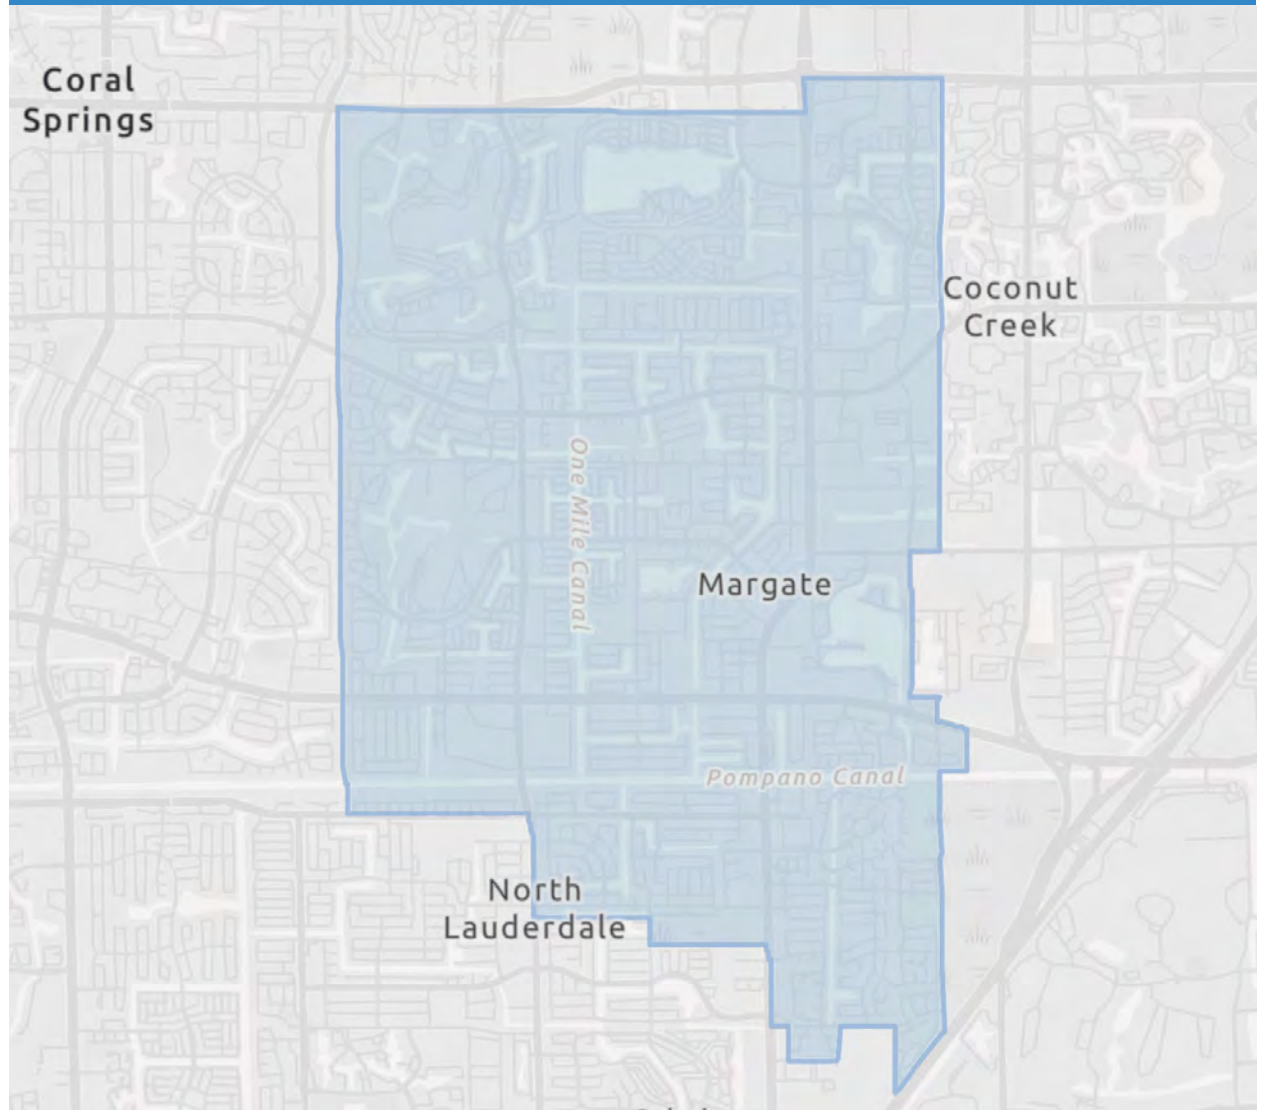 Coral
Springs
Coconut
Creek
One Mile Canal
Margate
Pompano Canal
North
Lauderdale